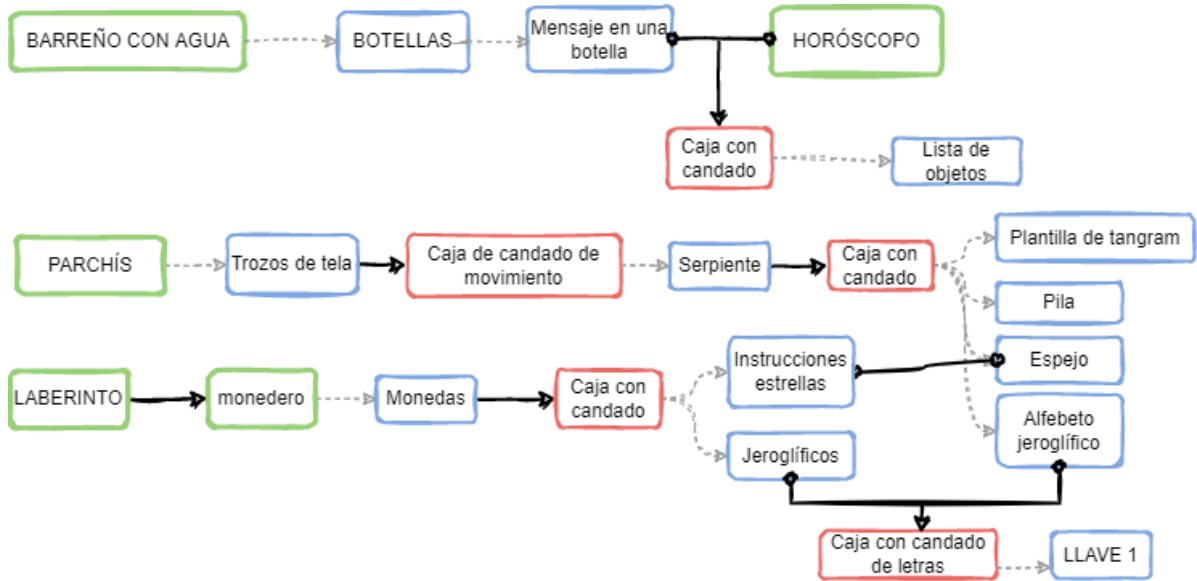 BARREÑO CON AGUA
BOTELLAS
Mensaje en una
botella
HORÓSCOPO
Caja con
candado
Lista de
objetos
PARCHÍS
Trozos de tela
Caja de candado de
movimiento
Serpiente
Caja con
candado
Plantilla de tangram
Pila
Espejo
Alfebeto
jeroglífico
LABERINTO
monedero
Monedas
Caja con
candado
Instrucciones
estrellas
Jeroglíficos
Caja con candado
de letras
LLAVE 1